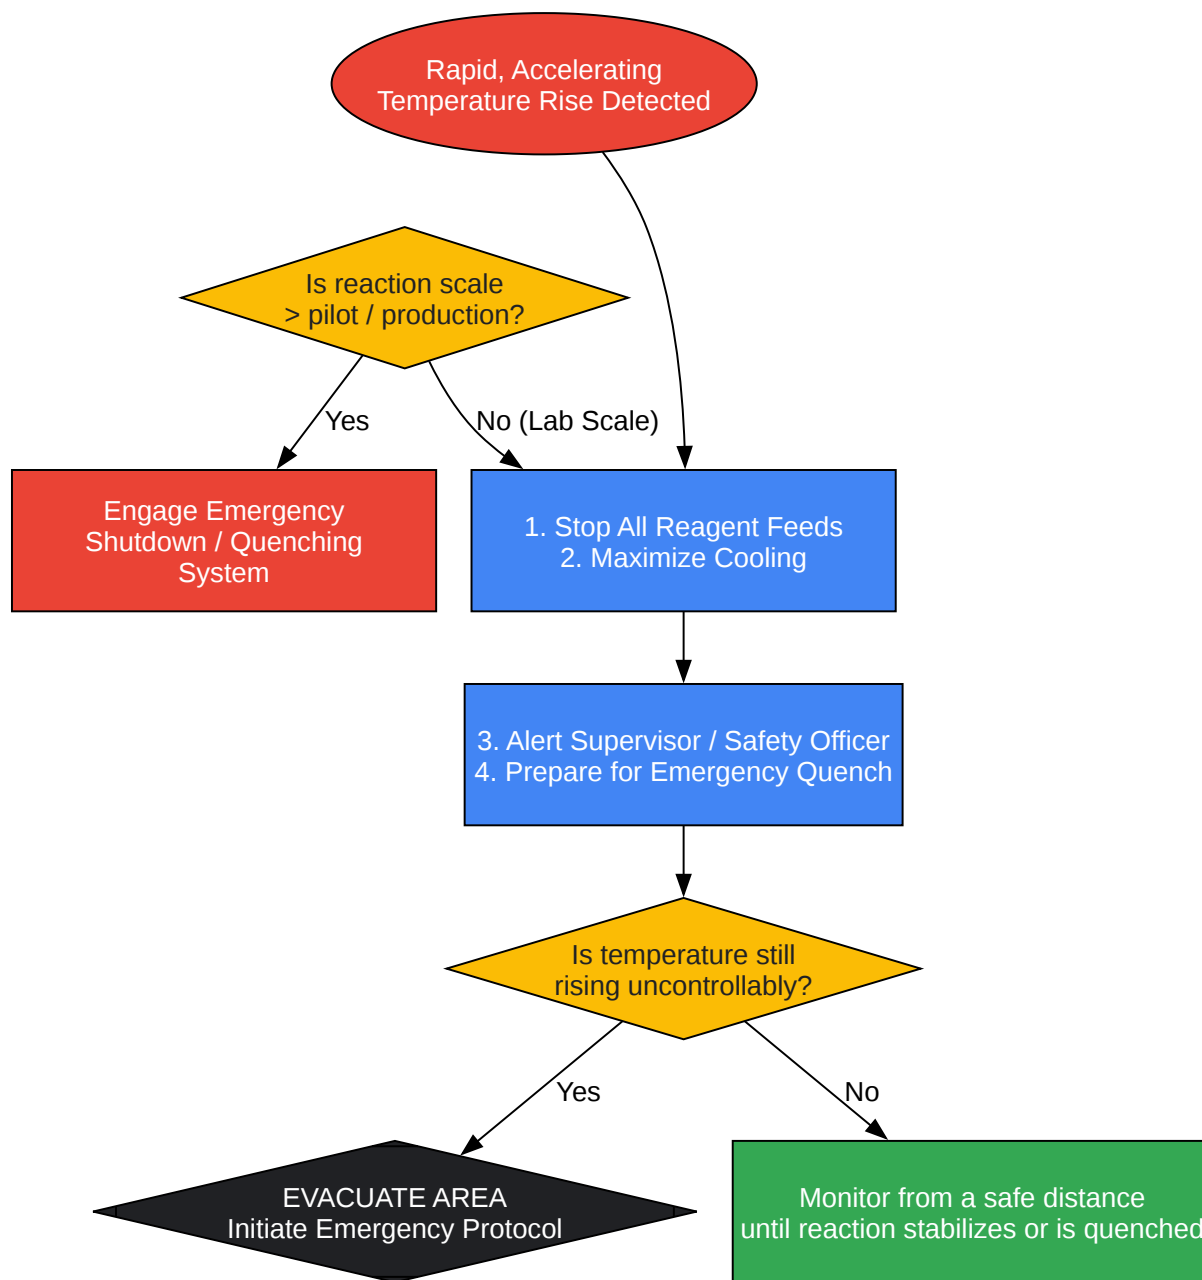 Rapid, Accelerating
Temperature Rise Detected
Is reaction scale
> pilot / production?
Yes
No (Lab Scale)
Engage Emergency
Shutdown / Quenching
System
1. Stop All Reagent Feeds
2. Maximize Cooling
3. Alert Supervisor / Safety Officer
4. Prepare for Emergency Quench
Is temperature still
rising uncontrollably?
Yes
No
EVACUATE AREA
Initiate Emergency Protocol
Monitor from a safe distance
until reaction stabilizes or is quenched